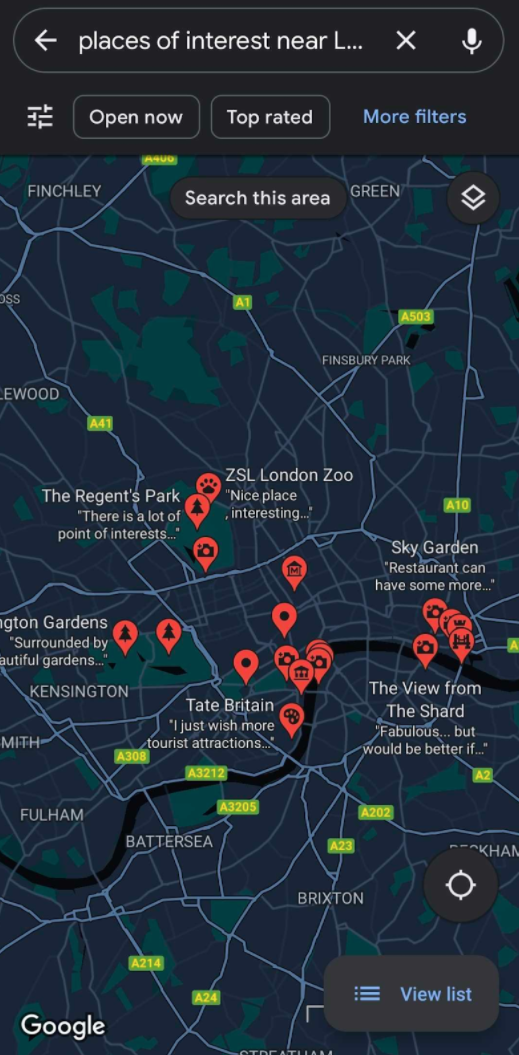 places of interest near L...
Open now
Top rated
More filters
A406
FINCHLEY
Search this area
GREEN
OSS
A1
A503
FINSBURY PARK
LEWOOD
A41
ZSL London Zoo
"Nice place
, interesting..."
The Regent's Park
"There is a lot of
point of interests..."
A10
Sky Garden
"Restaurant can
have some more..."
ngton Gardens
"Surrounded by
autiful gardens..."
A
KENSINGTON
The View from
The Shard
"Fabulous... but
would be better if..."
Tate Britain
"I just wish more
tourist attractions..."
MITH
A308
A3212
A2
A3205
A202
FULHAM
BATTERSEA
A23
PECKHAM
BRIXTON
A214
A24
View list
Google
STREATHAM